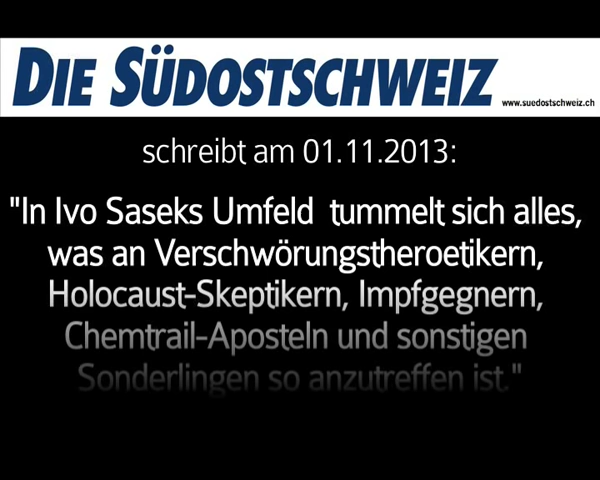 DIE SÜDOSTSCHWEIZ
www.suedostschweiz.ch
schreibt am 01.11.2013:
"In Ivo Saseks Umfeld tummelt sich alles,
was an Verschwörungstheroetikern,
Holocaust-Skeptikern, Impfgegnern,
Chemtrail-Aposteln und sonstigen
Sonderlingen so anzutreffen ist."